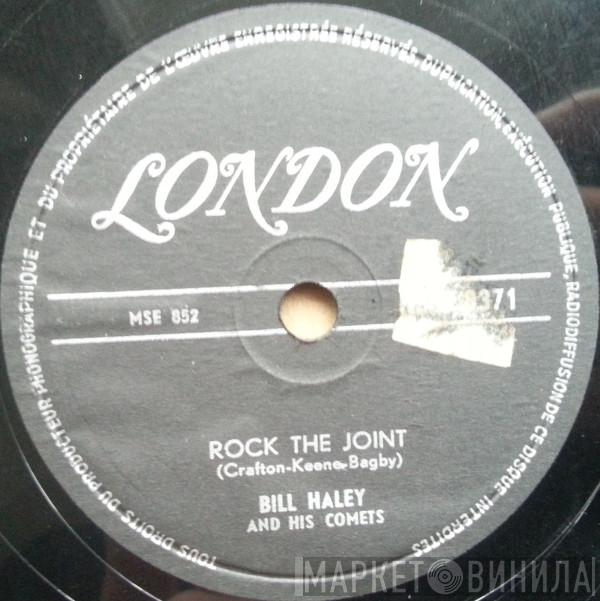 TOUS DROITS DU PRODUCTEUR PHONOGRAPHIQUE ET DU PROPRIÉTAIRE DE L'ŒUVRE ENREGISTRÉE RÉSERVÉS DUPLICATION, EXÉCUTION PUBLIQUE, RADIODIFFUSION DE CE DISQUE INTERDITES
LONDON
MSE 852
371
ROCK THE JOINT
(Crafton-Keene-Bagby)
BILL HALEY
AND HIS COMETS
МАРКЕТ ВИНИЛА